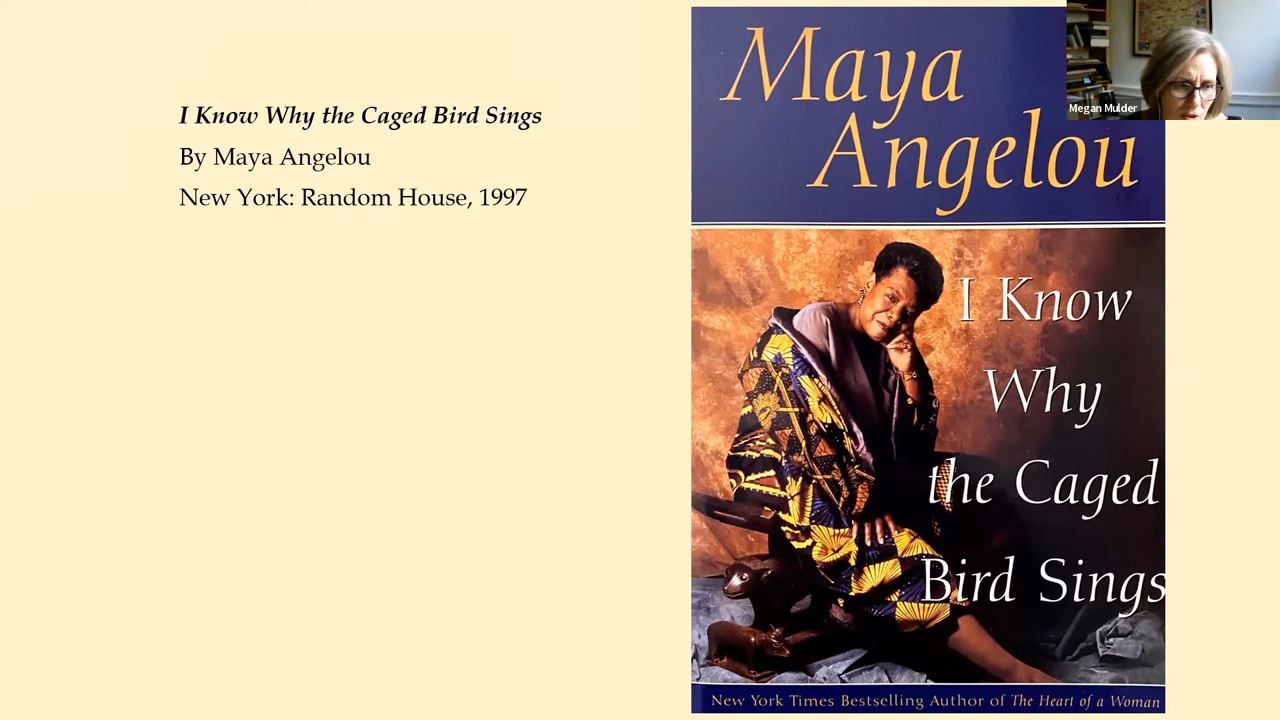 I Know Why the Caged Bird Sings
By Maya Angelou
New York: Random House, 1997
Maya
Angelou
I Know
Why
the Caged
Bird Sings
New York Times Bestselling Author of The Heart of a Woman
Megan Mulder